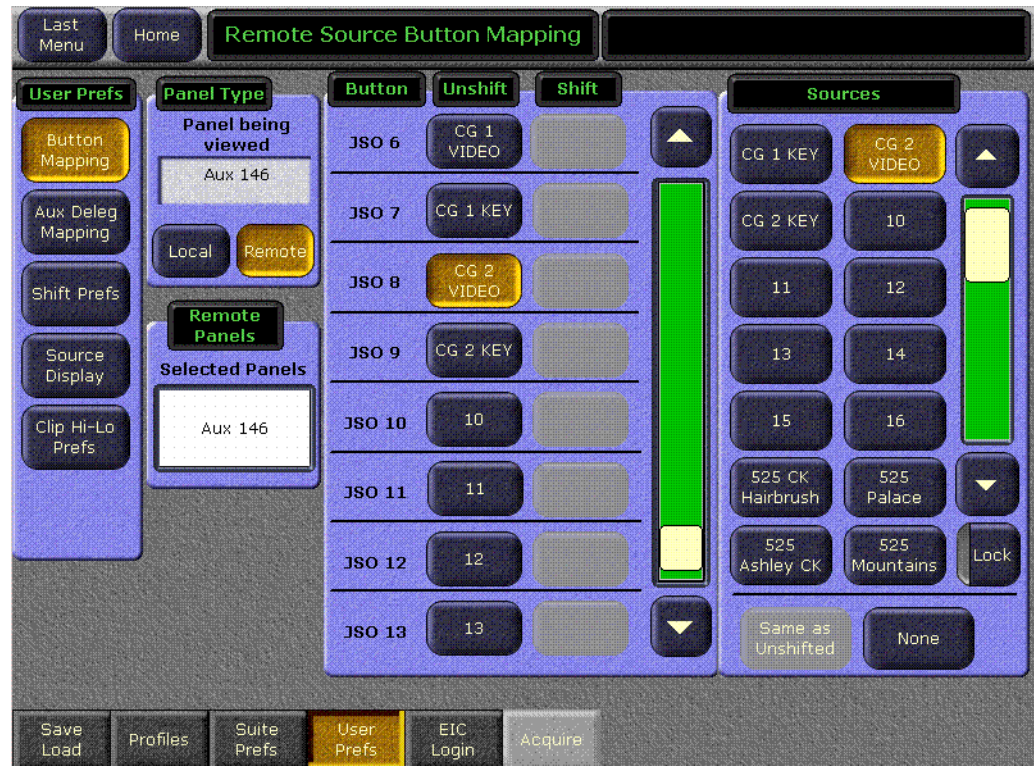 Last
Menu
Home
Remote Source Button Mapping
User Prefs
Button
Mapping
Aux Deleg
Mapping
Shift Prefs
Source
Display
Clip Hi-Lo
Prefs
Panel Type
Panel being
viewed
Aux 146
Local
Remote
Remote
Panels
Selected Panels
Aux 146
Button
Unshift
Shift
JSO 6
CG 1
VIDEO
JSO 7
CG 1 KEY
JSO 8
CG 2
VIDEO
JSO 9
CG 2 KEY
JSO 10
10
JSO 11
11
JSO 12
12
JSO 13
13
Sources
CG 1 KEY
CG 2
VIDEO
CG 2 KEY
10
11
12
13
14
15
16
525 CK
Hairbrush
525
Palace
525
Ashley CK
525
Mountains
Lock
Same as
Unshifted
None
Save
Load
Profiles
Suite
Prefs
User
Prefs
EIC
Login
Acquire